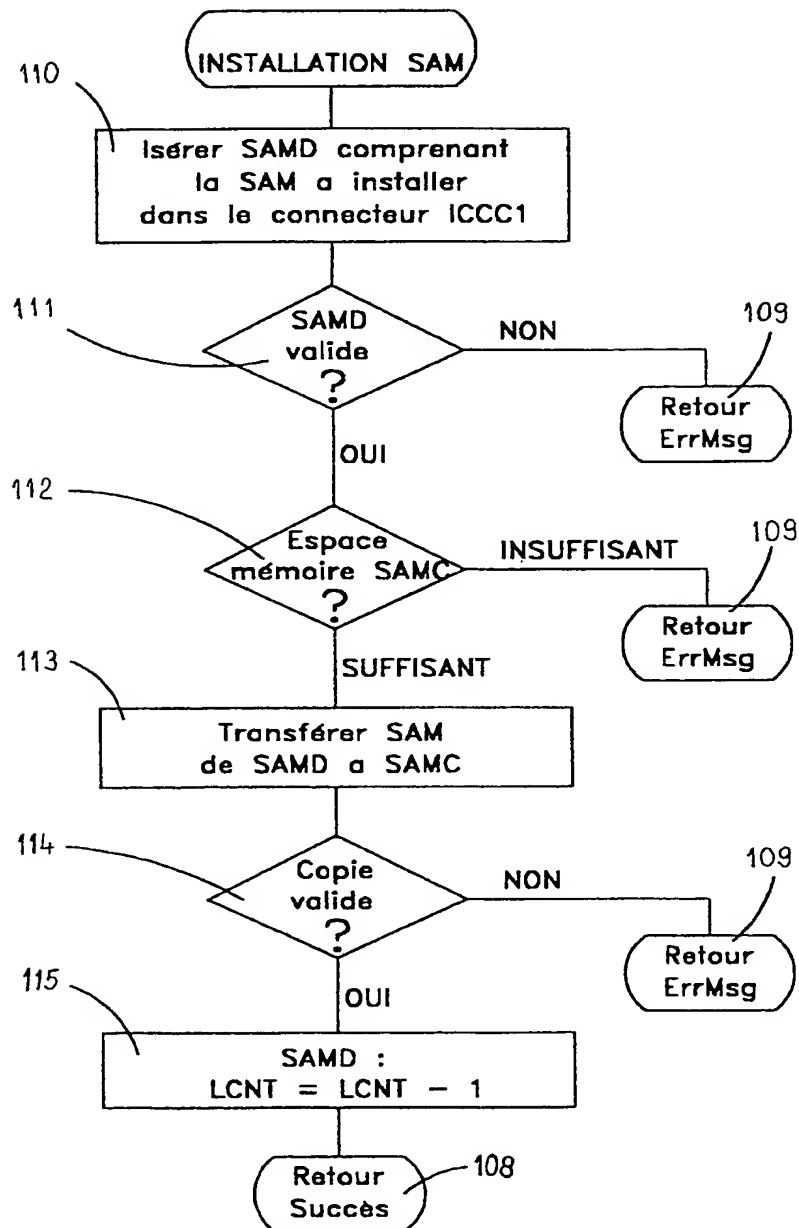 INSTALLATION SAM
110
Isérer SAMD comprenant
la SAM a installer
dans le connecteur ICCC1
111
SAMD
valide
?
NON
109
Retour
ErrMsg
OUI
112
Espace
mémoire SAMC
?
INSUFFISANT
109
Retour
ErrMsg
SUFFISANT
113
Transférer SAM
de SAMD a SAMC
114
Copie
valide
?
NON
109
Retour
ErrMsg
OUI
115
SAMD :
LCNT = LCNT - 1
Retour
Succès
108